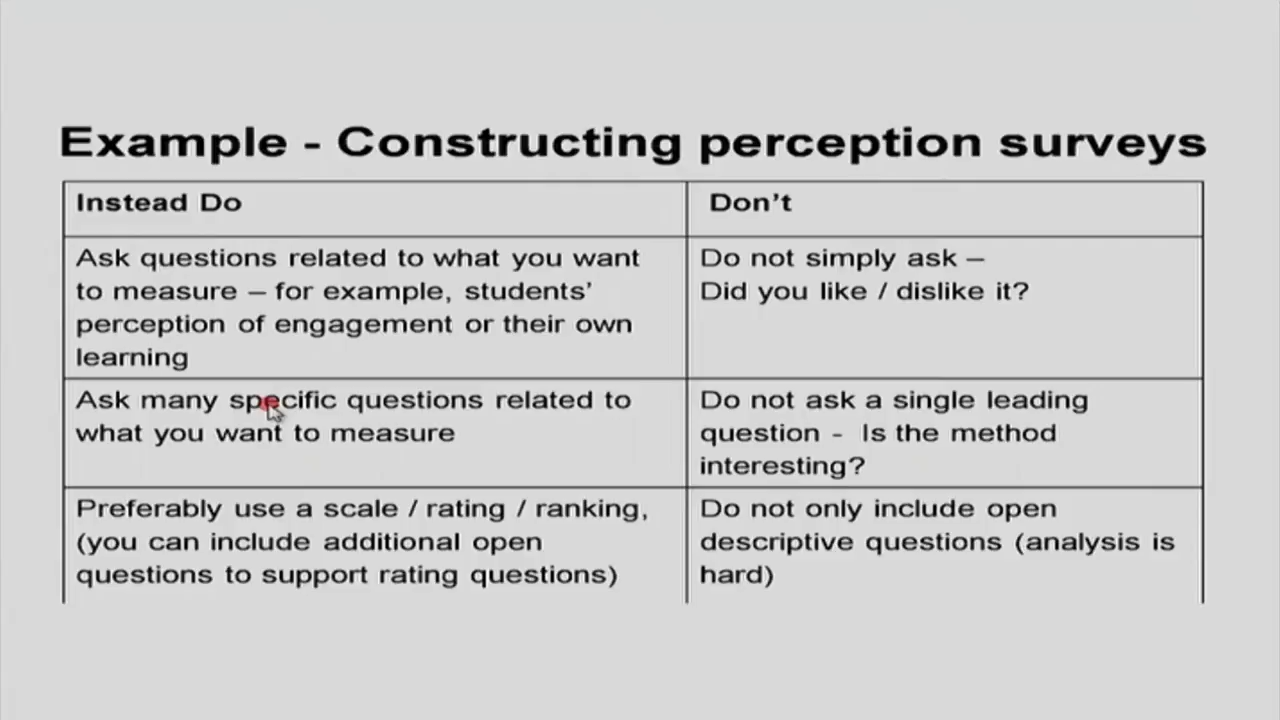 Example - Constructing perception surveys
Instead Do
Don't
Ask questions related to what you want
to measure – for example, students'
perception of engagement or their own
learning
Do not simply ask –
Did you like / dislike it?
Ask many specific questions related to
what you want to measure
Do not ask a single leading
question - Is the method
interesting?
Preferably use a scale / rating / ranking,
(you can include additional open
questions to support rating questions)
Do not only include open
descriptive questions (analysis is
hard)